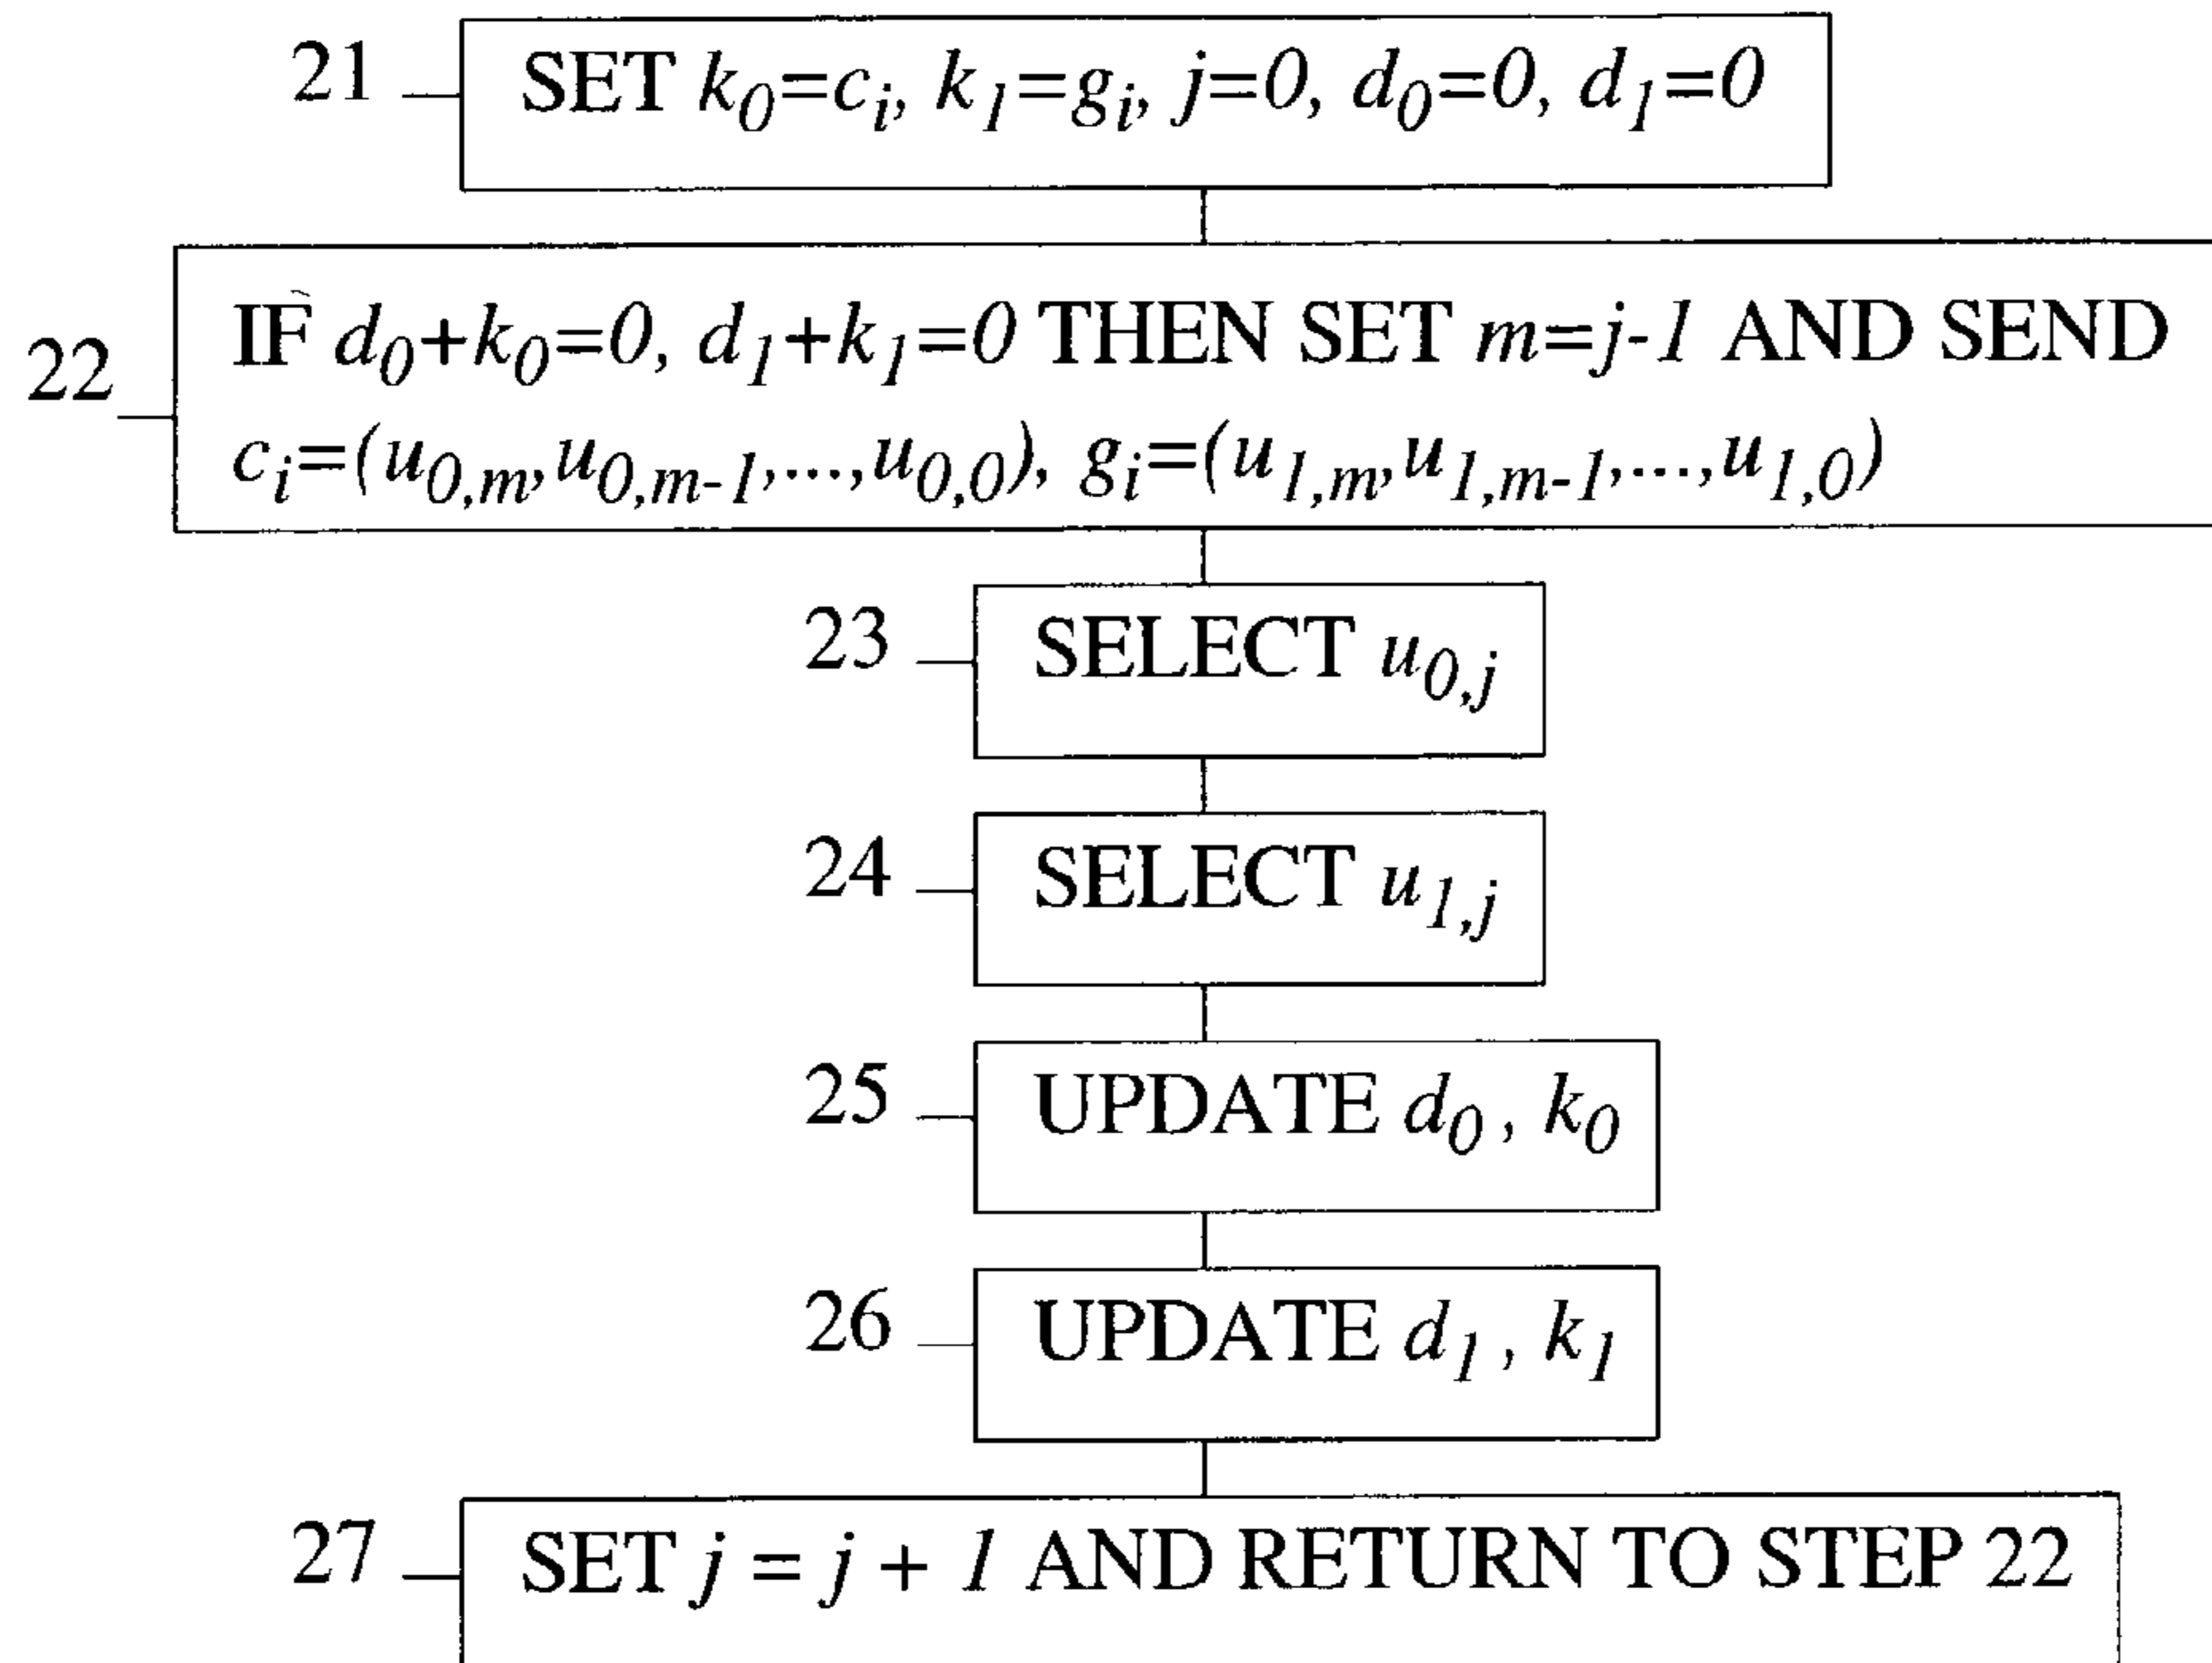 21 SET k₀=cᵢ, k₁=gᵢ, j=0, d₀=0, d₁=0
22 IF d₀+k₀=0, d₁+k₁=0 THEN SET m=j-1 AND SEND
cᵢ=(u₀,ₘ,u₀,ₘ₋₁,...,u₀,₀), gᵢ=(u₁,ₘ,u₁,ₘ₋₁,...,u₁,₀)
23 SELECT u₀,ⱼ
24 SELECT u₁,ⱼ
25 UPDATE d₀, k₀
26 UPDATE d₁, k₁
27 SET j = j + 1 AND RETURN TO STEP 22